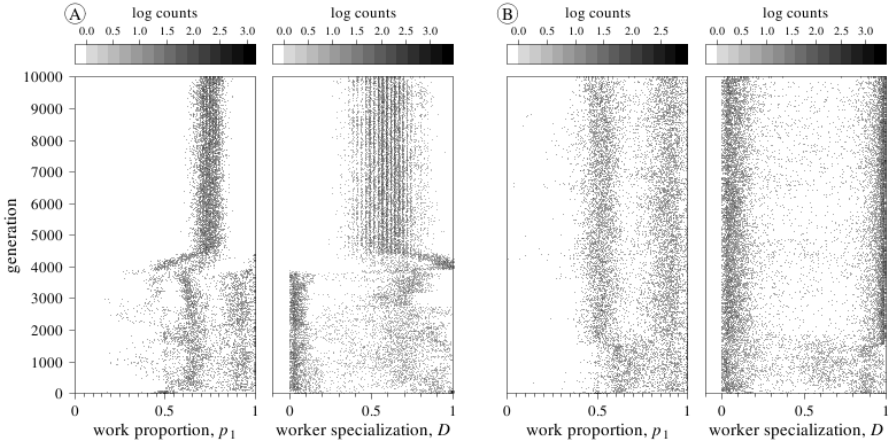 A
log counts
log counts
B
log counts
log counts
0.0 0.5 1.0 1.5 2.0 2.5 3.0
0.0 0.5 1.0 1.5 2.0 2.5 3.0
0.0 0.5 1.0 1.5 2.0 2.5
0.0 0.5 1.0 1.5 2.0 2.5 3.0
10000
9000
8000
7000
6000
5000
4000
3000
2000
1000
0
generation
0 0.5 1
0 0.5 1
0 0.5 1
0 0.5 1
work proportion, p1
worker specialization, D
work proportion, p1
worker specialization, D